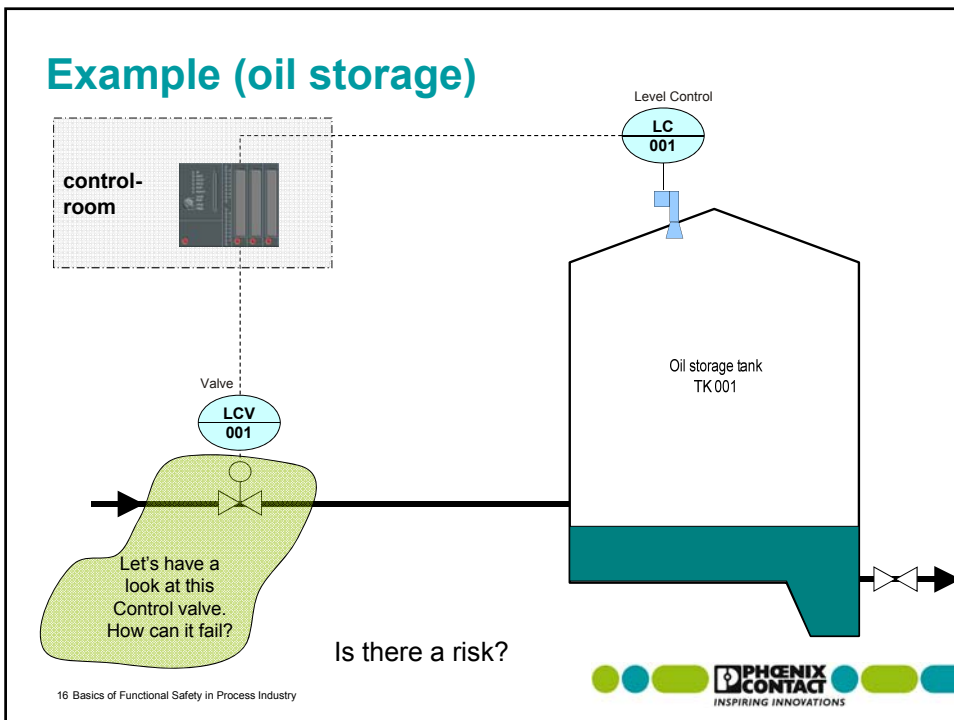 Example (oil storage)
Level Control
LC
001
control-
room
Valve
LCV
001
Oil storage tank
TK 001
Let's have a
look at this
Control valve.
How can it fail?
Is there a risk?
16 Basics of Functional Safety in Process Industry
PHŒNIX
CONTACT
INSPIRING INNOVATIONS